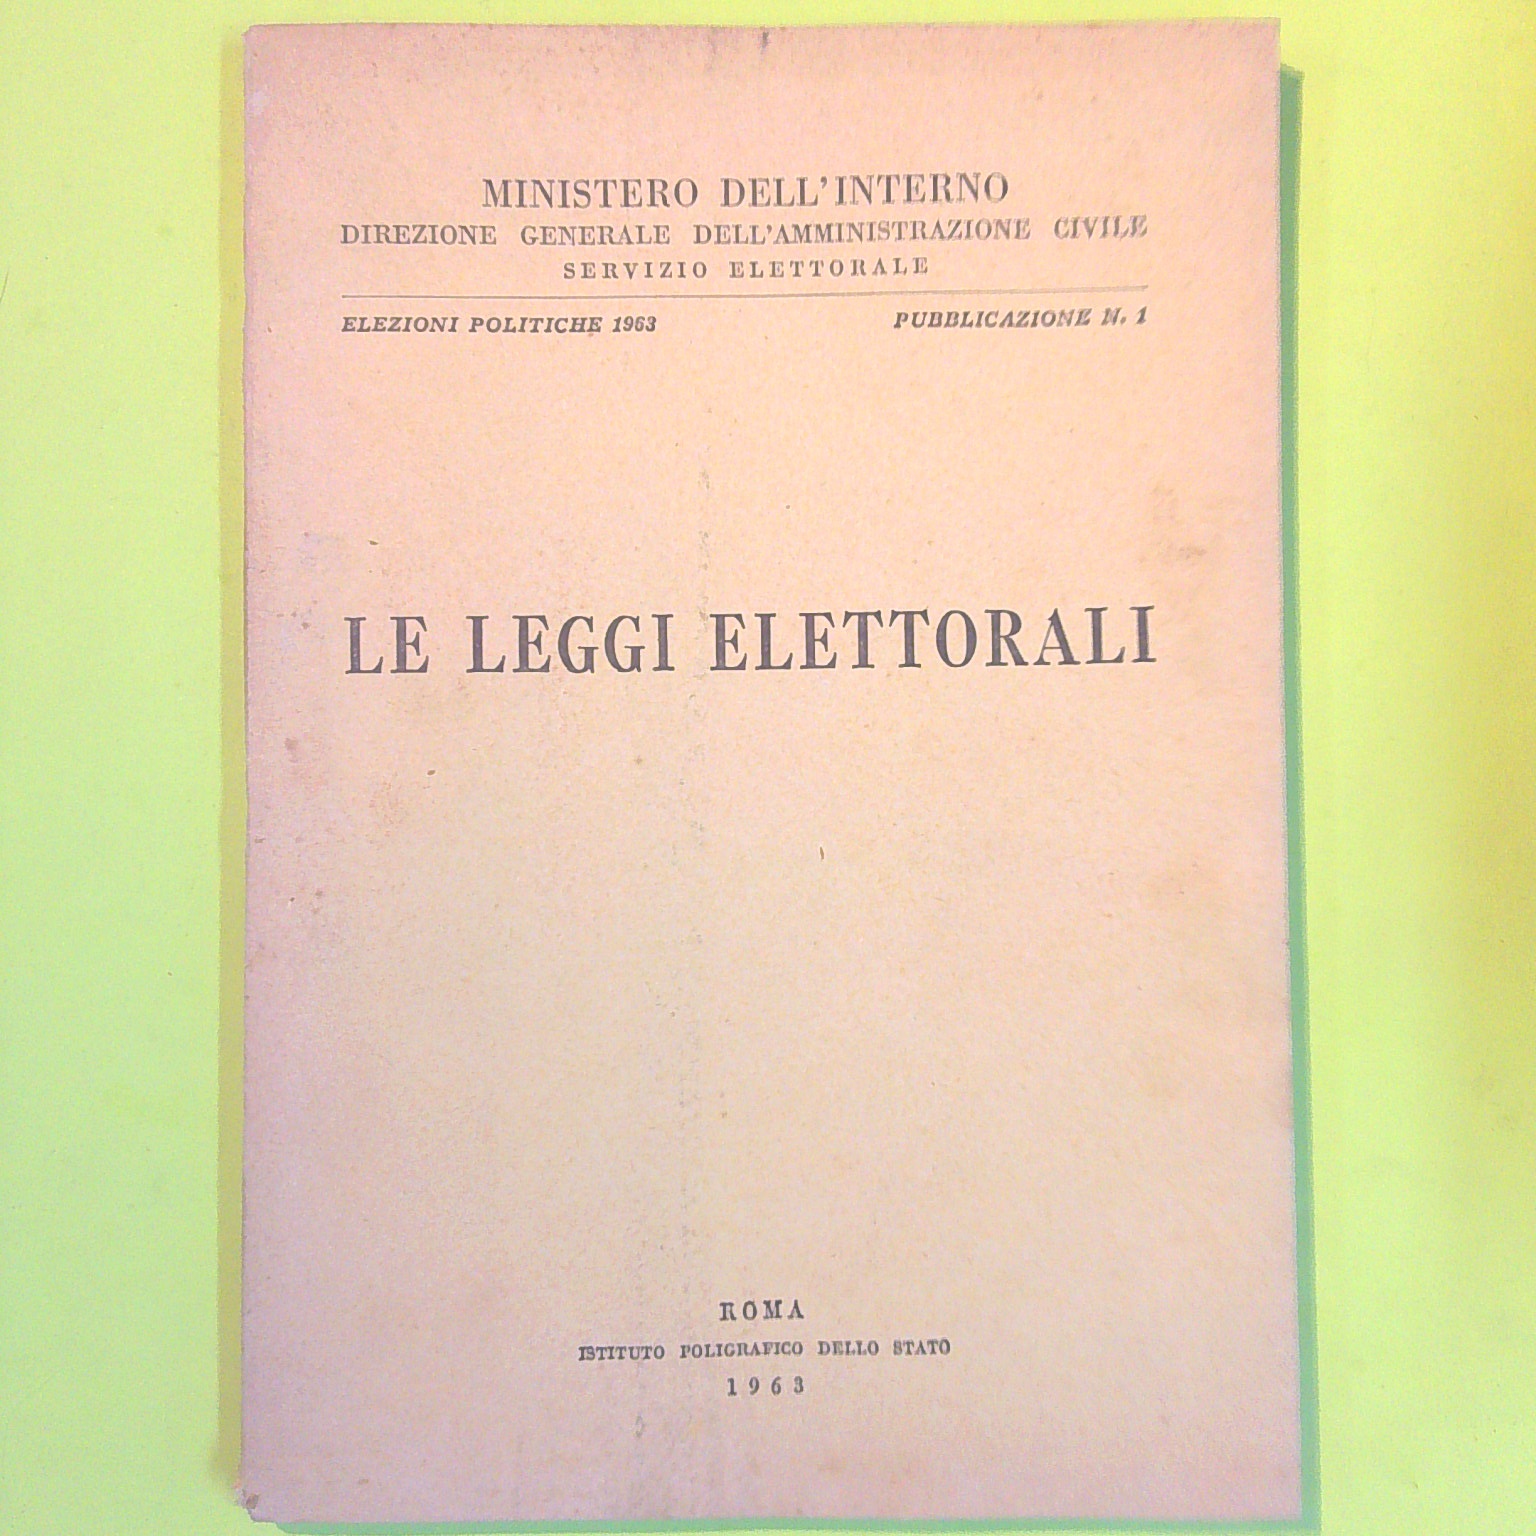 MINISTERO DELL'INTERNO
DIREZIONE GENERALE DELL'AMMINISTRAZIONE CIVILE
SERVIZIO ELETTORALE
ELEZIONI POLITICHE 1963 PUBBLICAZIONE N. 1
LE LEGGI ELETTORALI
ROMA
ISTITUTO POLIGRAFICO DELLO STATO
1963